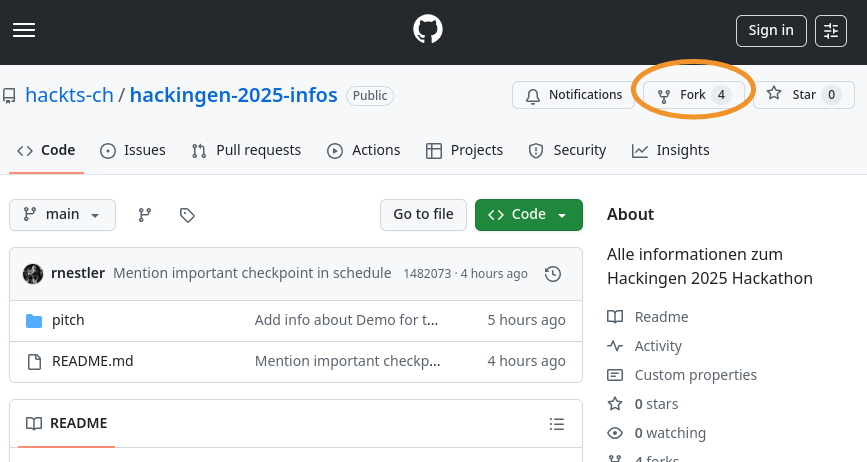 Sign in
hackts-ch / hackingen-2025-infos Public
Notifications Fork 4 Star 0
Code Issues Pull requests Actions Projects Security Insights
main Go to file Code
About
Alle informationen zum
Hackingen 2025 Hackathon
rnestler Mention important checkpoint in schedule 1482073 · 4 hours ago
pitch Add info about Demo for t... 5 hours ago
README.md Mention important checkp... 4 hours ago
README
Readme
Activity
Custom properties
0 stars
0 watching
4 forks